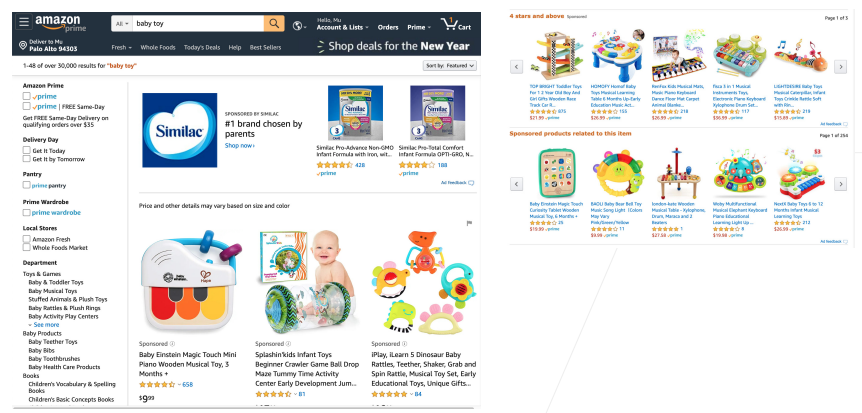 amazon
prime
All
baby toy
Hello, Mu
Account & Lists
Orders
Prime
1
Cart
Deliver to Mu
Palo Alto 94303
Fresh
Whole Foods
Today's Deals
Help
Best Sellers
Shop deals for the New Year
1-48 of over 30,000 results for "baby toy"
Sort by: Featured
Amazon Prime
prime
prime | FREE Same-Day
Get FREE Same-Day Delivery on
qualifying orders over $35
Delivery Day
Get It Today
Get It by Tomorrow
Pantry
prime pantry
Prime Wardrobe
prime wardrobe
Local Stores
Amazon Fresh
Whole Foods Market
Department
Toys & Games
Baby & Toddler Toys
Baby Musical Toys
Stuffed Animals & Plush Toys
Baby Rattles & Plush Rings
Baby Activity Play Centers
See more
Baby Products
Baby Teether Toys
Baby Bibs
Baby Toothbrushes
Baby Health Care Products
Books
Children's Vocabulary & Spelling
Books
Children's Basic Concepts Books
Similac
SPONSORED BY SIMILAC
#1 brand chosen by
parents
Shop now ›
Similac Pro-Advance Non-GMO
Infant Formula with Iron, wit...
428
prime
Similac Pro-Total Comfort
Infant Formula OPTI-GRO, N...
188
prime
Ad feedback
Price and other details may vary based on size and color
Sponsored
Baby Einstein Magic Touch Mini
Piano Wooden Musical Toy, 3
Months +
658
$9.99
Sponsored
Splashin'kids Infant Toys
Beginner Crawler Game Ball Drop
Maze Tummy Time Activity
Center Early Development Jum...
81
Sponsored
iPlay, iLearn 5 Dinosaur Baby
Rattles, Teether, Shaker, Grab and
Spin Rattle, Musical Toy Set, Early
Educational Toys, Unique Gifts...
84
4 stars and above Sponsored
Page 1 of 5
TOP BRIGHT Toddler Toys
For 1 2 Year Old Boy And
Girl Gifts Wooden Race
Track Car R...
975
$21.99 prime
HOMOFY Homof Baby
Toys Musical Learning
Table 6 Months Up-Early
Education Music Act...
155
$26.99 prime
RenFox Kids Musical Mats,
Music Piano Keyboard
Dance Floor Mat Carpet
Animal Blanke...
218
$26.99 prime
Fisca 5 in 1 Musical
Instruments Toys,
Electronic Piano Keyboard
Xylophone Drum Set...
117
$36.99 prime
LIGHTDESIRE Baby Toys
Musical Caterpillar, Infant
Toys Crinkle Rattle Soft
with Rin...
219
$15.89 prime
Ad feedback
Sponsored products related to this item
Page 1 of 254
Baby Einstein Magic Touch
Curiosity Tablet Wooden
Musical Toy, 6 Months +
25
$19.99 prime
RAOLI Baby Bear Bell Toy
Music Song Light (Colors
May Vary
Pink/Green/Yellow
11
$9.99 prime
london-kate Wooden
Musical Table - Xylophone,
Drum, Maraca and 2
Beaters
1
$27.58 prime
Moby Multifunctional
Musical Elephant Keyboard
Piano Educational
Learning Light Up...
8
$19.98 prime
NextX Baby Toys 6 to 12
Months Infant Musical
Learning Toys
212
$26.99 prime
Ad feedback